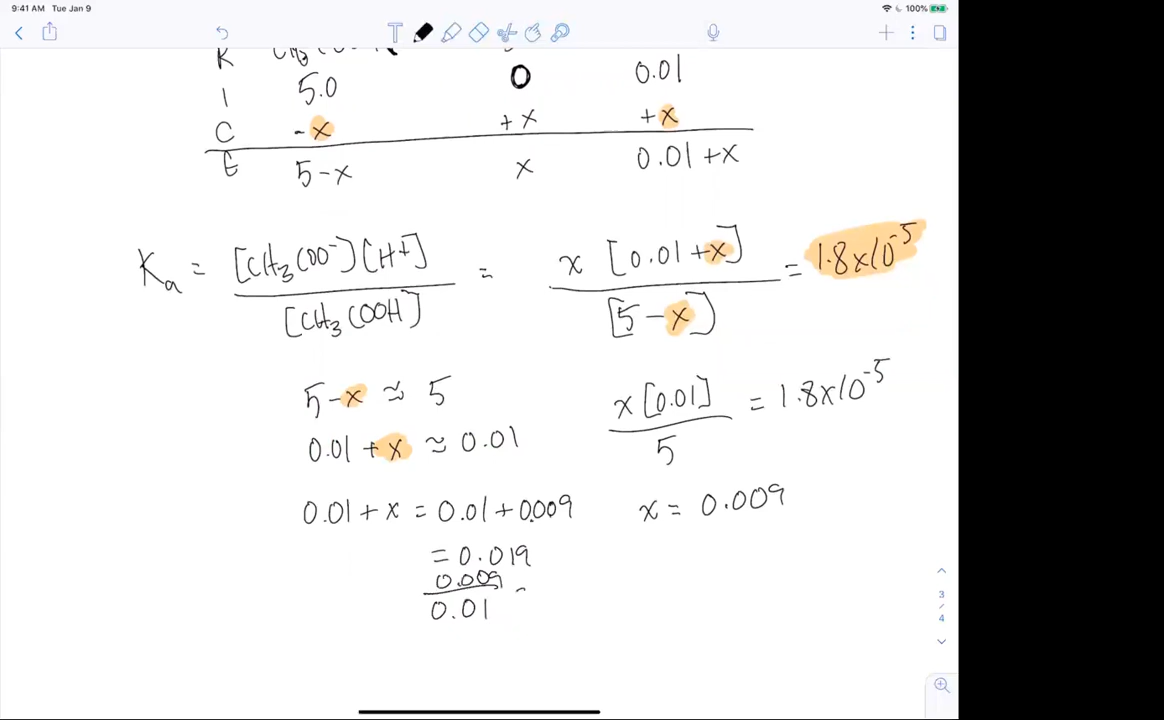 9:41 AM Tue Jan 9
100%
R
I 5.0 0 0.01
C -x +x +x
E 5-x x 0.01+x
Ka = [CH3COO-][H+] / [CH3COOH] = x [0.01+x] / [5-x] = 1.8x10^-5
5-x ≈ 5
x[0.01] / 5 = 1.8x10^-5
0.01 + x ≈ 0.01
0.01 + x = 0.01 + 0.009
x = 0.009
= 0.019
0.009 / 0.01 =
3 / 4